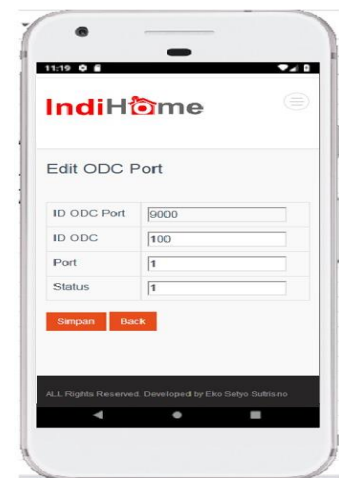 11:19
IndiHome
Edit ODC Port
ID ODC Port 9000
ID ODC 100
Port 1
Status 1
Simpan Back
ALL Rights Reserved. Developed by Eko Setyo Sutrisno